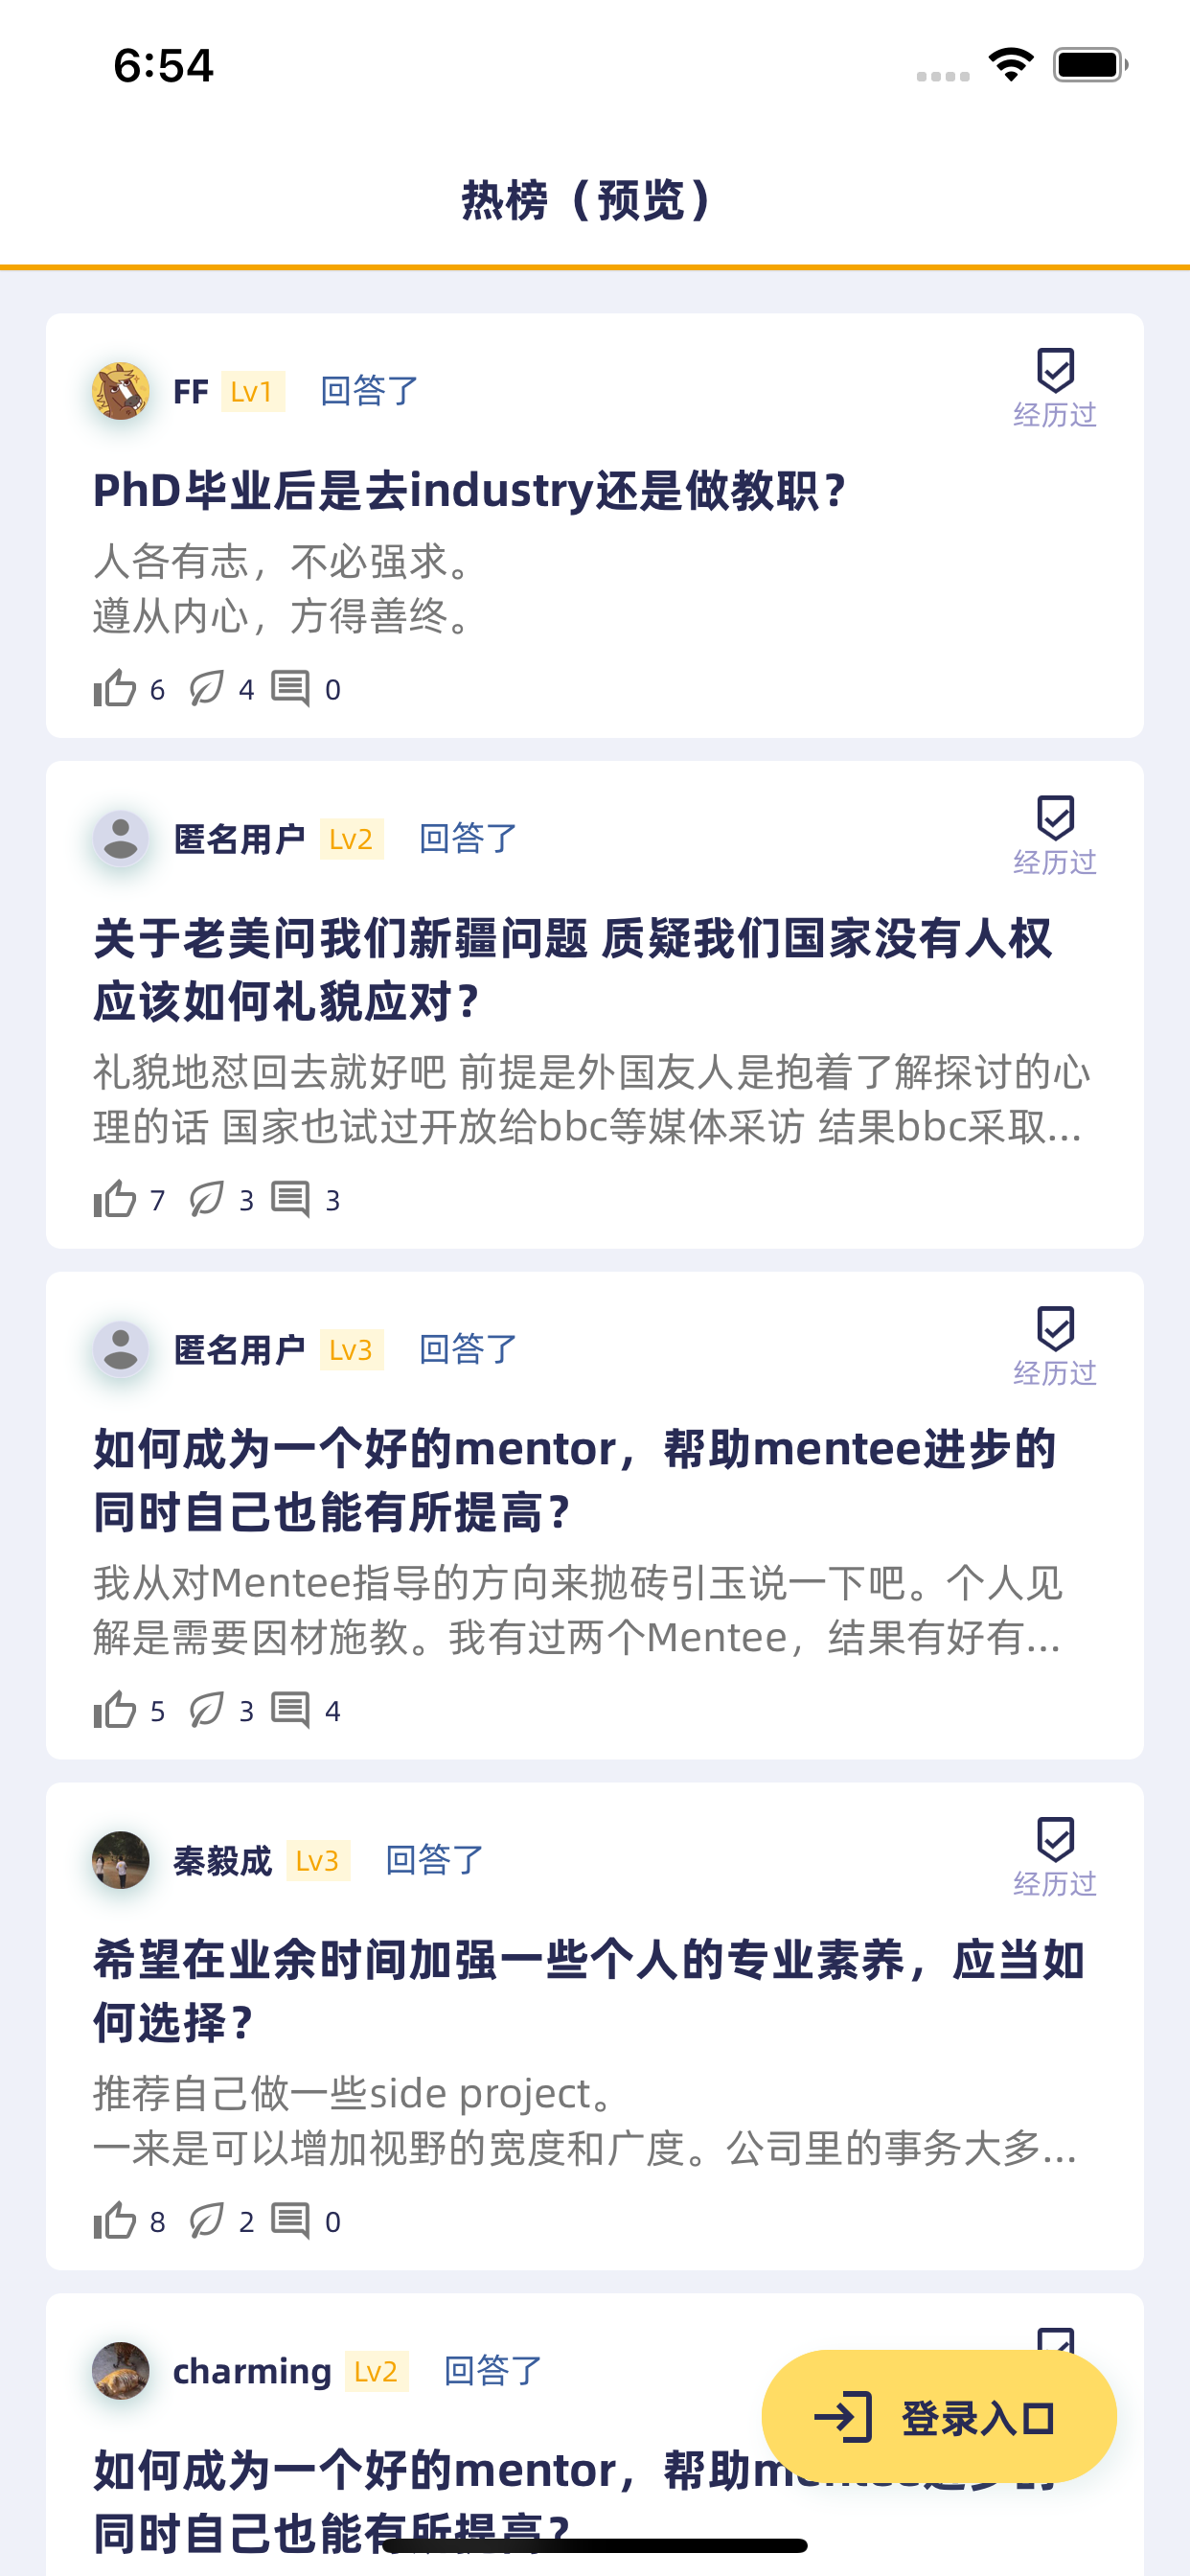 6:54
热榜（预览）
FF Lv1 回答了
经历过
PhD毕业后是去industry还是做教职？
人各有志，不必强求。
遵从内心，方得善终。
6 4 0
匿名用户 Lv2 回答了
经历过
关于老美问我们新疆问题 质疑我们国家没有人权
应该如何礼貌应对？
礼貌地怼回去就好吧 前提是外国友人是抱着了解探讨的心
理的话 国家也试过开放给bbc等媒体采访 结果bbc采取...
7 3 3
匿名用户 Lv3 回答了
经历过
如何成为一个好的mentor，帮助mentee进步的
同时自己也能有所提高？
我从对Mentee指导的方向来抛砖引玉说一下吧。个人见
解是需要因材施教。我有过两个Mentee，结果有好有...
5 3 4
秦毅成 Lv3 回答了
经历过
希望在业余时间加强一些个人的专业素养，应当如
何选择？
推荐自己做一些side project。
一来是可以增加视野的宽度和广度。公司里的事务大多...
8 2 0
charming Lv2 回答了
登录入口
如何成为一个好的mentor，帮助mentee进步的
同时自己也能有所提高？